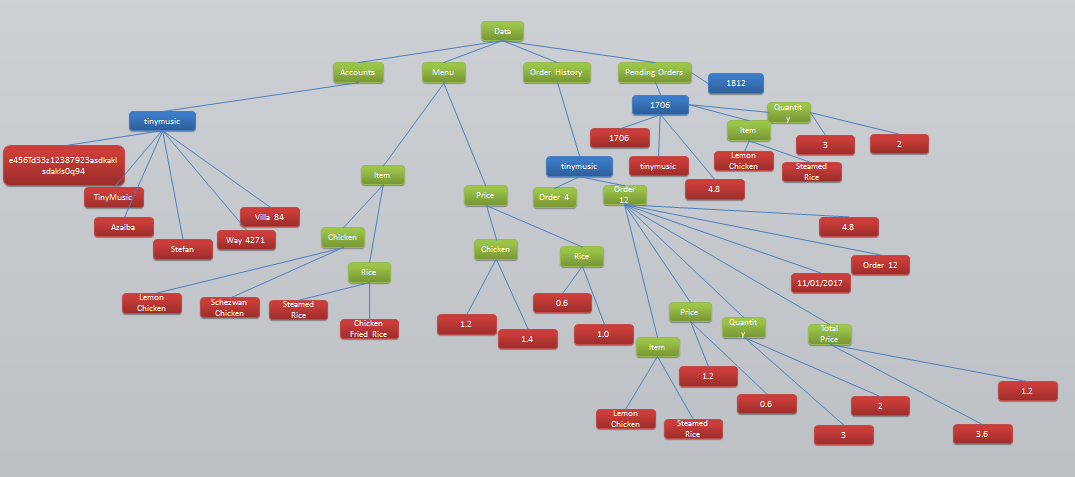 Data
Accounts
Menu
Order History
Pending Orders
1812
1706
Quantit
y
tinymusic
Item
1706
3
2
e456Td33z12387923asdkakl
sdakls0q94
tinymusic
tinymusic
Lemon
Chicken
Steamed
Rice
Item
4.8
TinyMusic
Price
Order 4
Order
12
Villa 84
Azaiba
4.8
Way 4271
Chicken
Stefan
Chicken
Rice
Order 12
Rice
11/01/2017
Lemon
Chicken
Schezwan
Chicken
Steamed
Rice
0.6
Price
Chicken
Fried Rice
1.2
1.4
1.0
Quantit
y
Total
Price
Item
1.2
1.2
0.6
2
Lemon
Chicken
Steamed
Rice
3
3.6